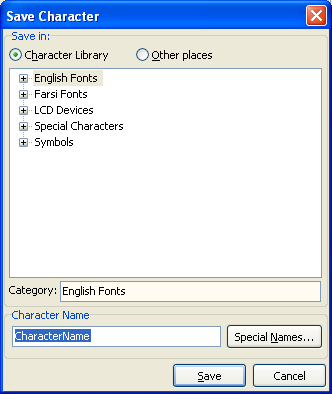 Save Character
Save in:
Character Library Other places
English Fonts
Farsi Fonts
LCD Devices
Special Characters
Symbols
Category: English Fonts
Character Name
CharacterName Special Names...
Save Cancel